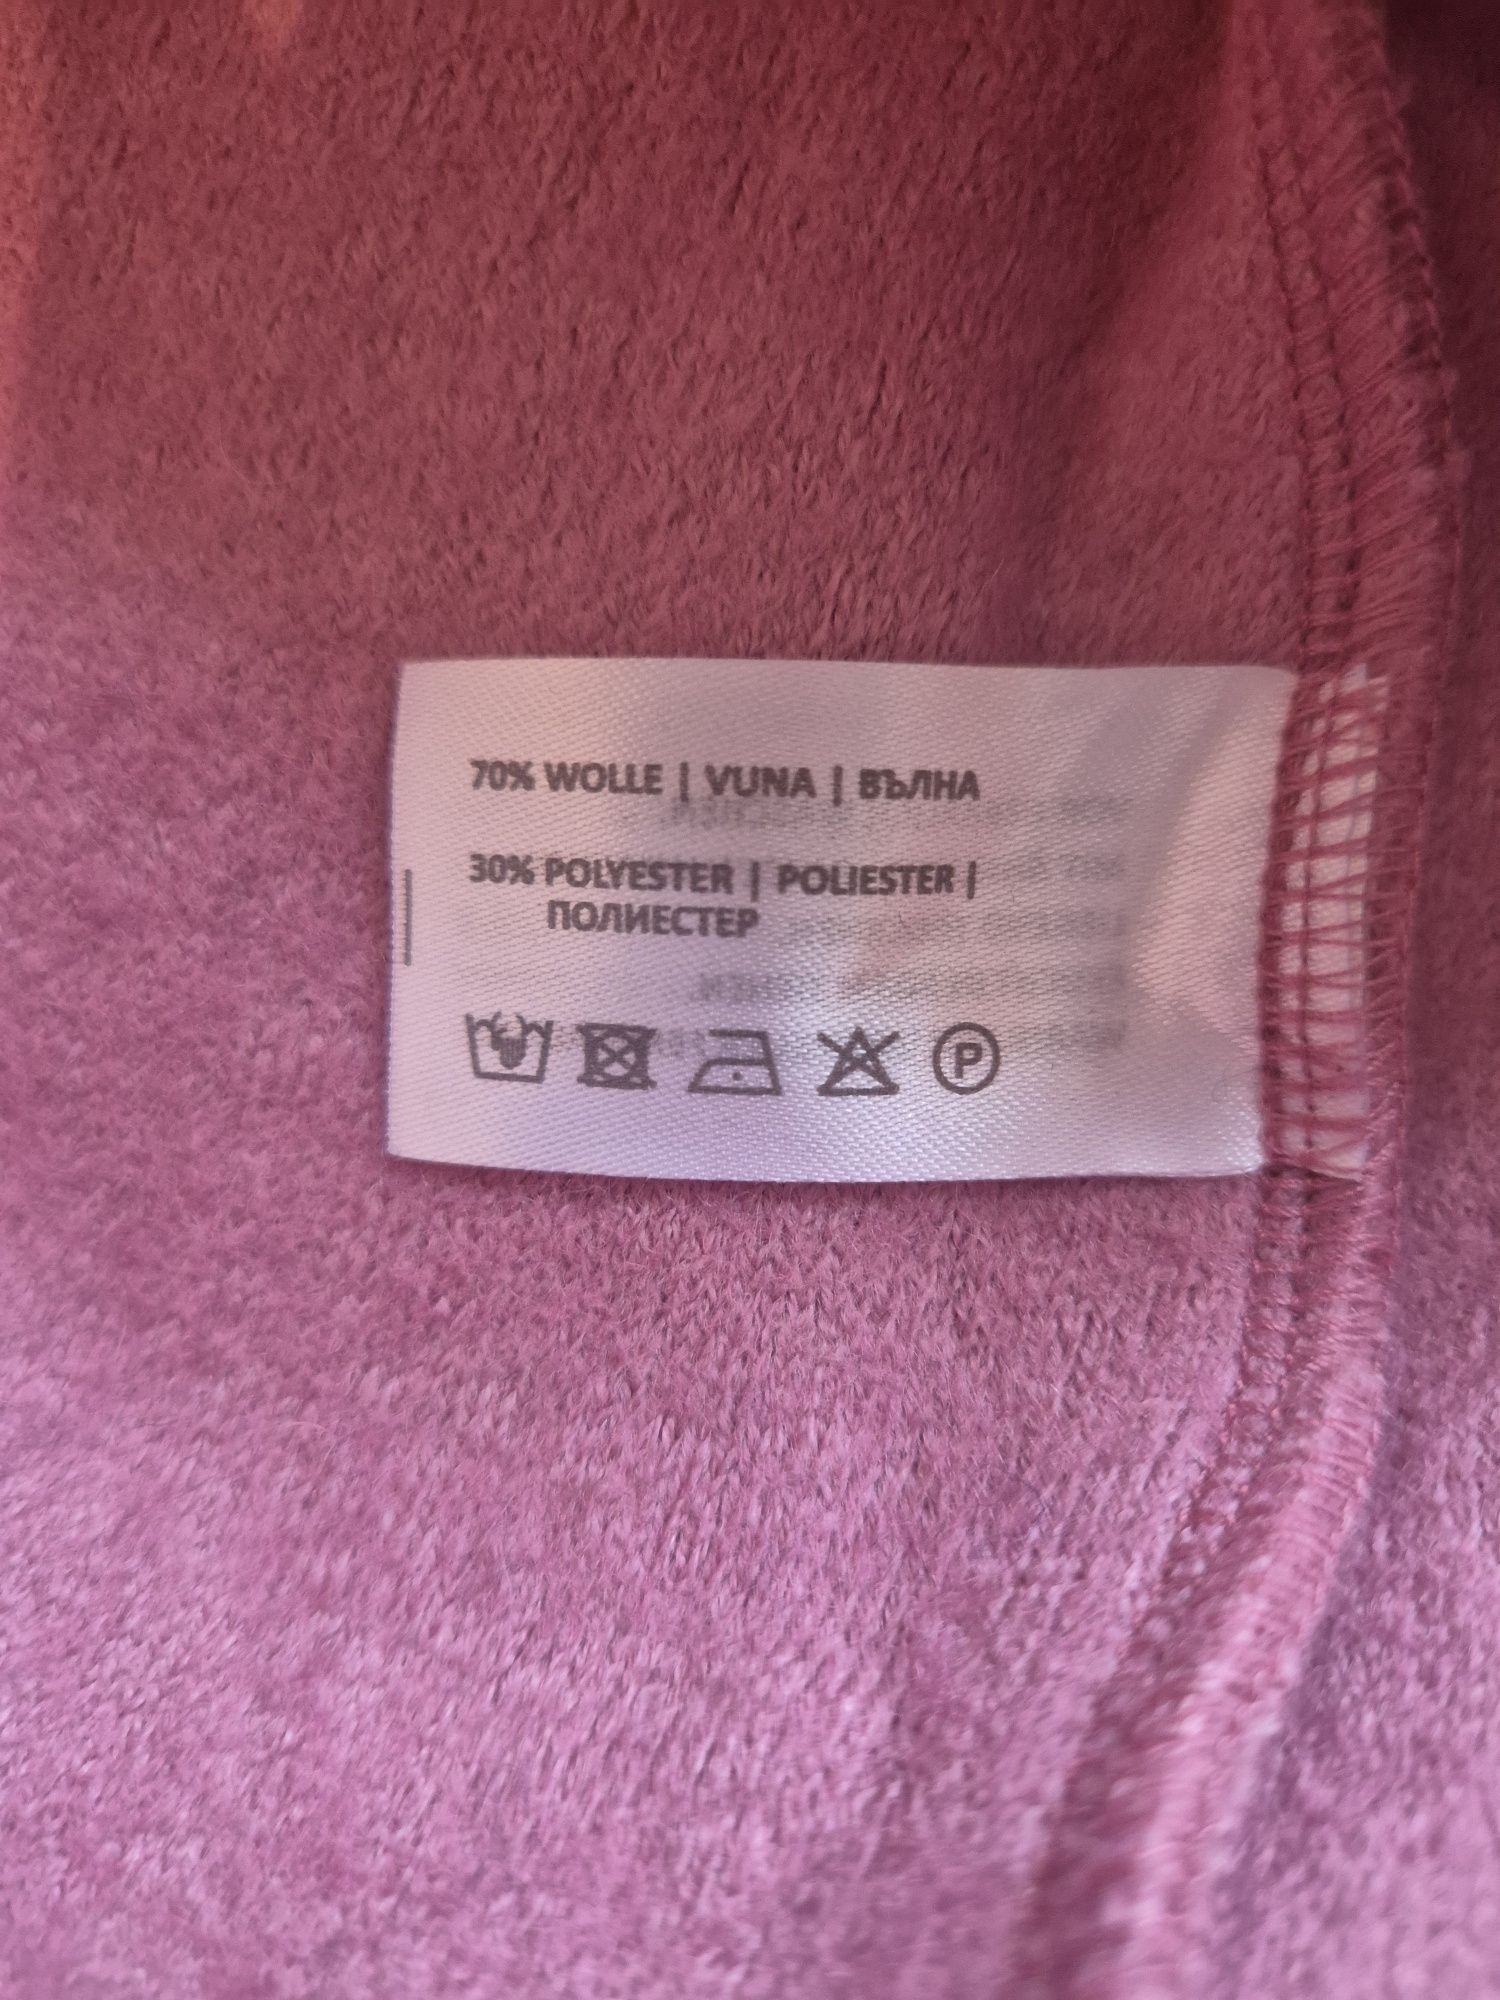 70% WOLLE | VUNA | ВЪЛНА
30% POLYESTER | POLIESTER |
ПОЛИЕСТЕР
P